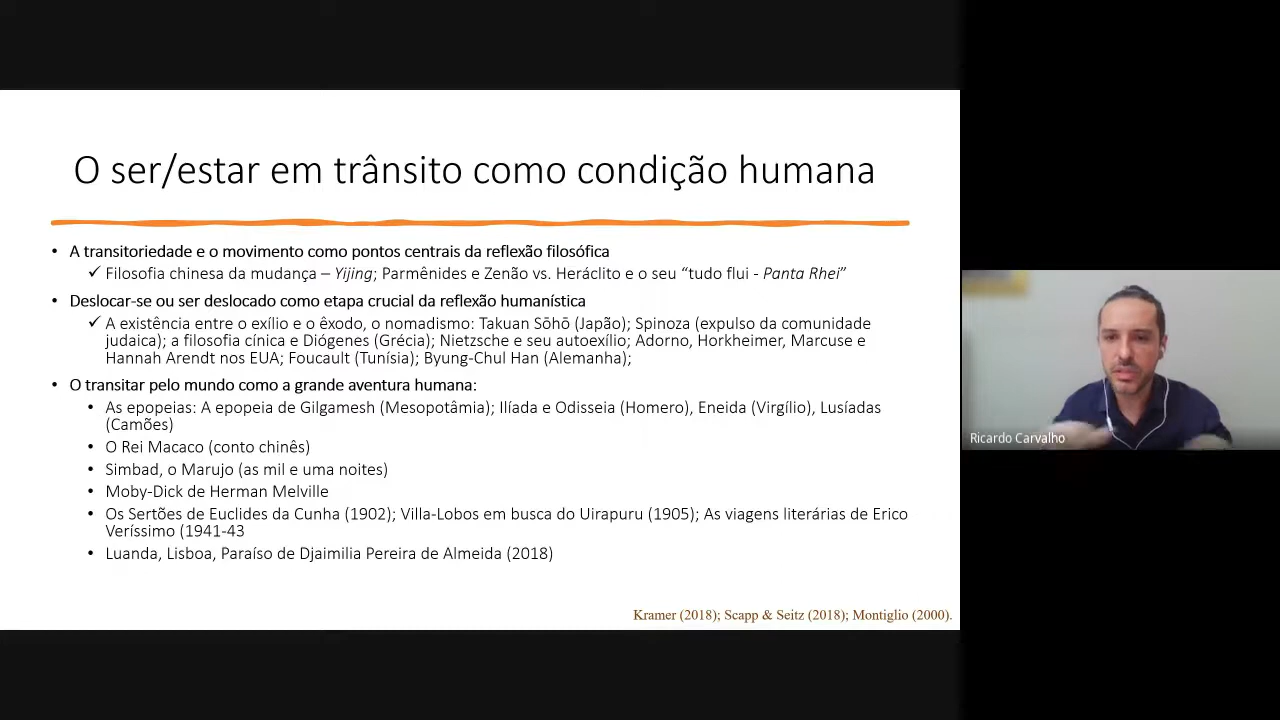 O ser/estar em trânsito como condição humana
• A transitoriedade e o movimento como pontos centrais da reflexão filosófica
✓ Filosofia chinesa da mudança – Yijing; Parmênides e Zenão vs. Heráclito e o seu “tudo flui - Panta Rhei”
• Deslocar-se ou ser deslocado como etapa crucial da reflexão humanística
✓ A existência entre o exílio e o êxodo, o nomadismo: Takuan Sōhō (Japão); Spinoza (expulso da comunidade
judaica); a filosofia cínica e Diógenes (Grécia); Nietzsche e seu autoexílio; Adorno, Horkheimer, Marcuse e
Hannah Arendt nos EUA; Foucault (Tunísia); Byung-Chul Han (Alemanha);
• O transitar pelo mundo como a grande aventura humana:
• As epopeias: A epopeia de Gilgamesh (Mesopotâmia); Ilíada e Odisseia (Homero), Eneida (Virgílio), Lusíadas
(Camões)
• O Rei Macaco (conto chinês)
• Simbad, o Marujo (as mil e uma noites)
• Moby-Dick de Herman Melville
• Os Sertões de Euclides da Cunha (1902); Villa-Lobos em busca do Uirapuru (1905); As viagens literárias de Erico
Veríssimo (1941-43
• Luanda, Lisboa, Paraíso de Djaimilia Pereira de Almeida (2018)
Kramer (2018); Scapp & Seitz (2018); Montiglio (2000).
Ricardo Carvalho